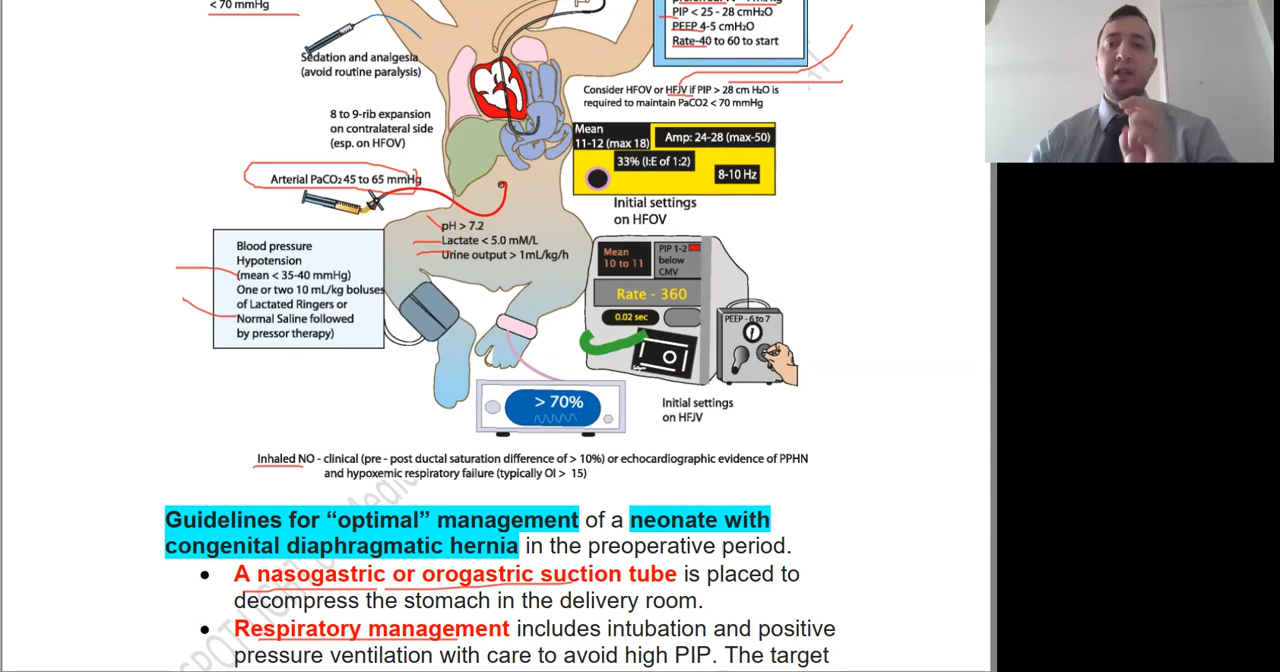 < 70 mmHg
PIP < 25 - 28 cmH2O
PEEP 4-5 cmH2O
Rate-40 to 60 to start
Sedation and analgesia
(avoid routine paralysis)
Consider HFOV or HFJV if PIP > 28 cm H2O is
required to maintain PaCO2 < 70 mmHg
8 to 9-rib expansion
on contralateral side
(esp. on HFOV)
Mean
11-12 (max 18)
Amp: 24-28 (max-50)
33% (I:E of 1:2)
8-10 Hz
Arterial PaCO2 45 to 65 mmHg
Initial settings
on HFOV
pH > 7.2
Lactate < 5.0 mM/L
Urine output > 1mL/kg/h
Blood pressure
Hypotension
(mean < 35-40 mmHg)
One or two 10 mL/kg boluses
of Lactated Ringers or
Normal Saline followed
by pressor therapy)
Mean
10 to 11
PIP 1-2
below
CMV
Rate - 360
0.02 sec
PEEP - 6 to 7
> 70%
Initial settings
on HFJV
Inhaled NO - clinical (pre - post ductal saturation difference of > 10%) or echocardiographic evidence of PPHN
and hypoxemic respiratory failure (typically OI > 15)
Guidelines for “optimal” management of a neonate with
congenital diaphragmatic hernia in the preoperative period.
• A nasogastric or orogastric suction tube is placed to
decompress the stomach in the delivery room.
• Respiratory management includes intubation and positive
pressure ventilation with care to avoid high PIP. The target